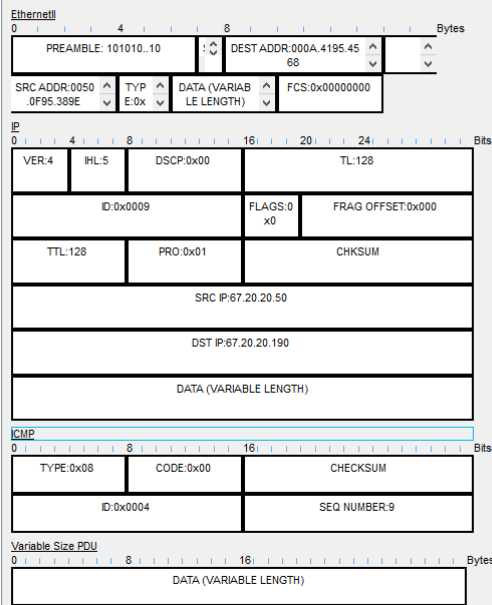 EthernetII
0 4 8 Bytes
PREAMBLE: 101010..10
DEST ADDR:000A.4195.45
68
SRC ADDR:0050
.0F95.389E
TYP
E:0x
DATA (VARIAB
LE LENGTH)
FCS:0x00000000
IP
0 4 8 16 20 24 Bits
VER:4 IHL:5 DSCP:0x00 TL:128
ID:0x0009 FLAGS:0
x0
FRAG OFFSET:0x000
TTL:128 PRO:0x01 CHKSUM
SRC IP:67.20.20.50
DST IP:67.20.20.190
DATA (VARIABLE LENGTH)
ICMP
0 8 16 Bits
TYPE:0x08 CODE:0x00 CHECKSUM
ID:0x0004 SEQ NUMBER:9
Variable Size PDU
0 8 16 Bytes
DATA (VARIABLE LENGTH)